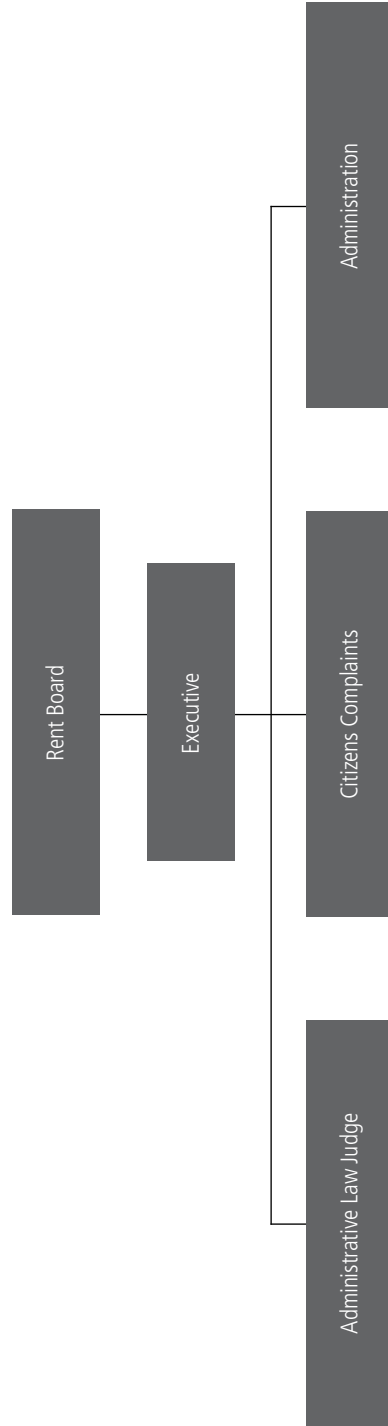 Rent Board
Executive
Administrative Law Judge
Citizens Complaints
Administration